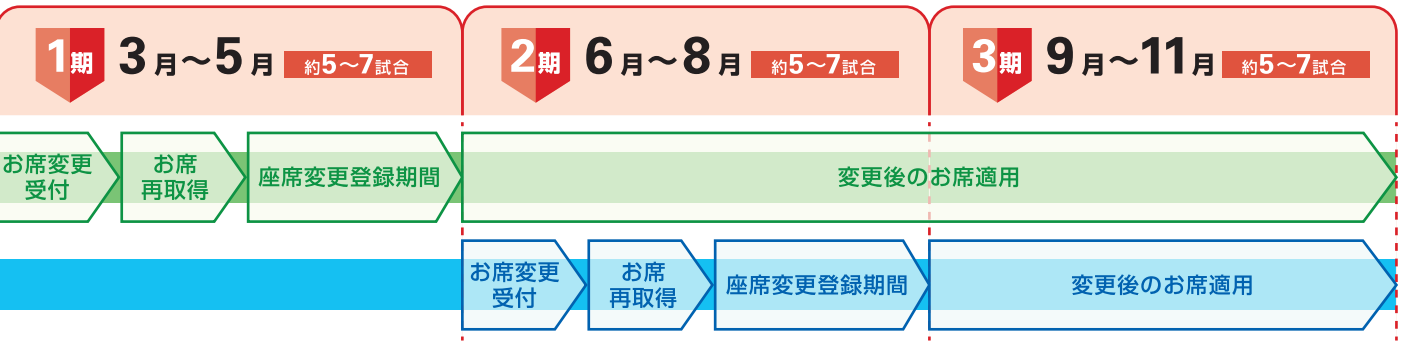 1期 3月〜5月 約5〜7試合
2期 6月〜8月 約5〜7試合
3期 9月〜11月 約5〜7試合
お席変更
受付
お席
再取得
座席変更登録期間
変更後のお席適用
お席変更
受付
お席
再取得
座席変更登録期間
変更後のお席適用